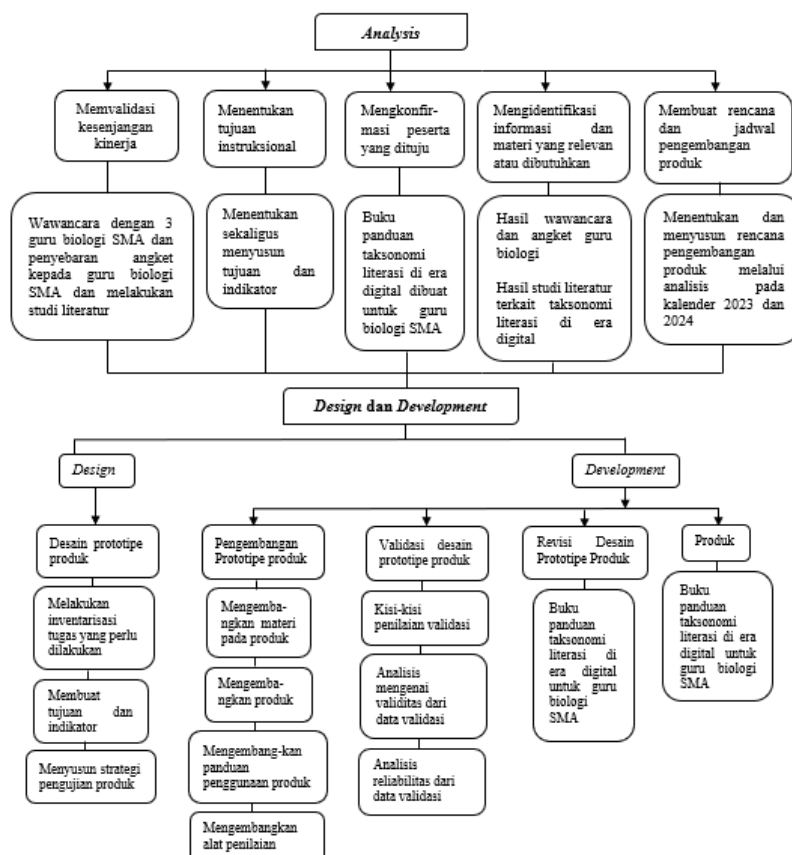 Analysis
Memvalidasi
kesenjangan
kinerja
Menentukan
tujuan
instruksional
Mengkonfir-
masi peserta
yang dituju
Mengidentifikasi
informasi dan
materi yang relevan
atau dibutuhkan
Membuat rencana
dan jadwal
pengembangan
produk
Wawancara dengan 3
guru biologi SMA dan
penyebaran angket
kepada guru biologi
SMA dan melakukan
studi literatur
Menentukan
sekaligus
menyusun
tujuan dan
indikator
Buku
panduan
taksonomi
literasi di era
digital dibuat
untuk guru
biologi SMA
Hasil wawancara
dan angket guru
biologi
Hasil studi literatur
terkait taksonomi
literasi di era
digital
Menentukan dan
menyusun rencana
pengembangan
produk melalui
analisis pada
kalender 2023 dan
2024
Design dan Development
Design
Development
Desain prototipe
produk
Melakukan
inventarisasi
tugas yang perlu
dilakukan
Membuat
tujuan dan
indikator
Menyusun strategi
pengujian produk
Pengembangan
Prototipe produk
Mengemba-
ngkan materi
pada produk
Mengemba-
ngkan produk
Mengembang-kan
panduan
penggunaan produk
Mengembangkan
alat penilaian
Validasi desain
prototipe produk
Kisi-kisi
penilaian validasi
Analisis
mengenai
validitas dari
data validasi
Analisis
reliabilitas dari
data validasi
Revisi Desain
Prototipe Produk
Buku
panduan
taksonomi
literasi di
era digital
untuk guru
biologi
SMA
Produk
Buku
panduan
taksonomi
literasi di era
digital untuk
guru biologi
SMA